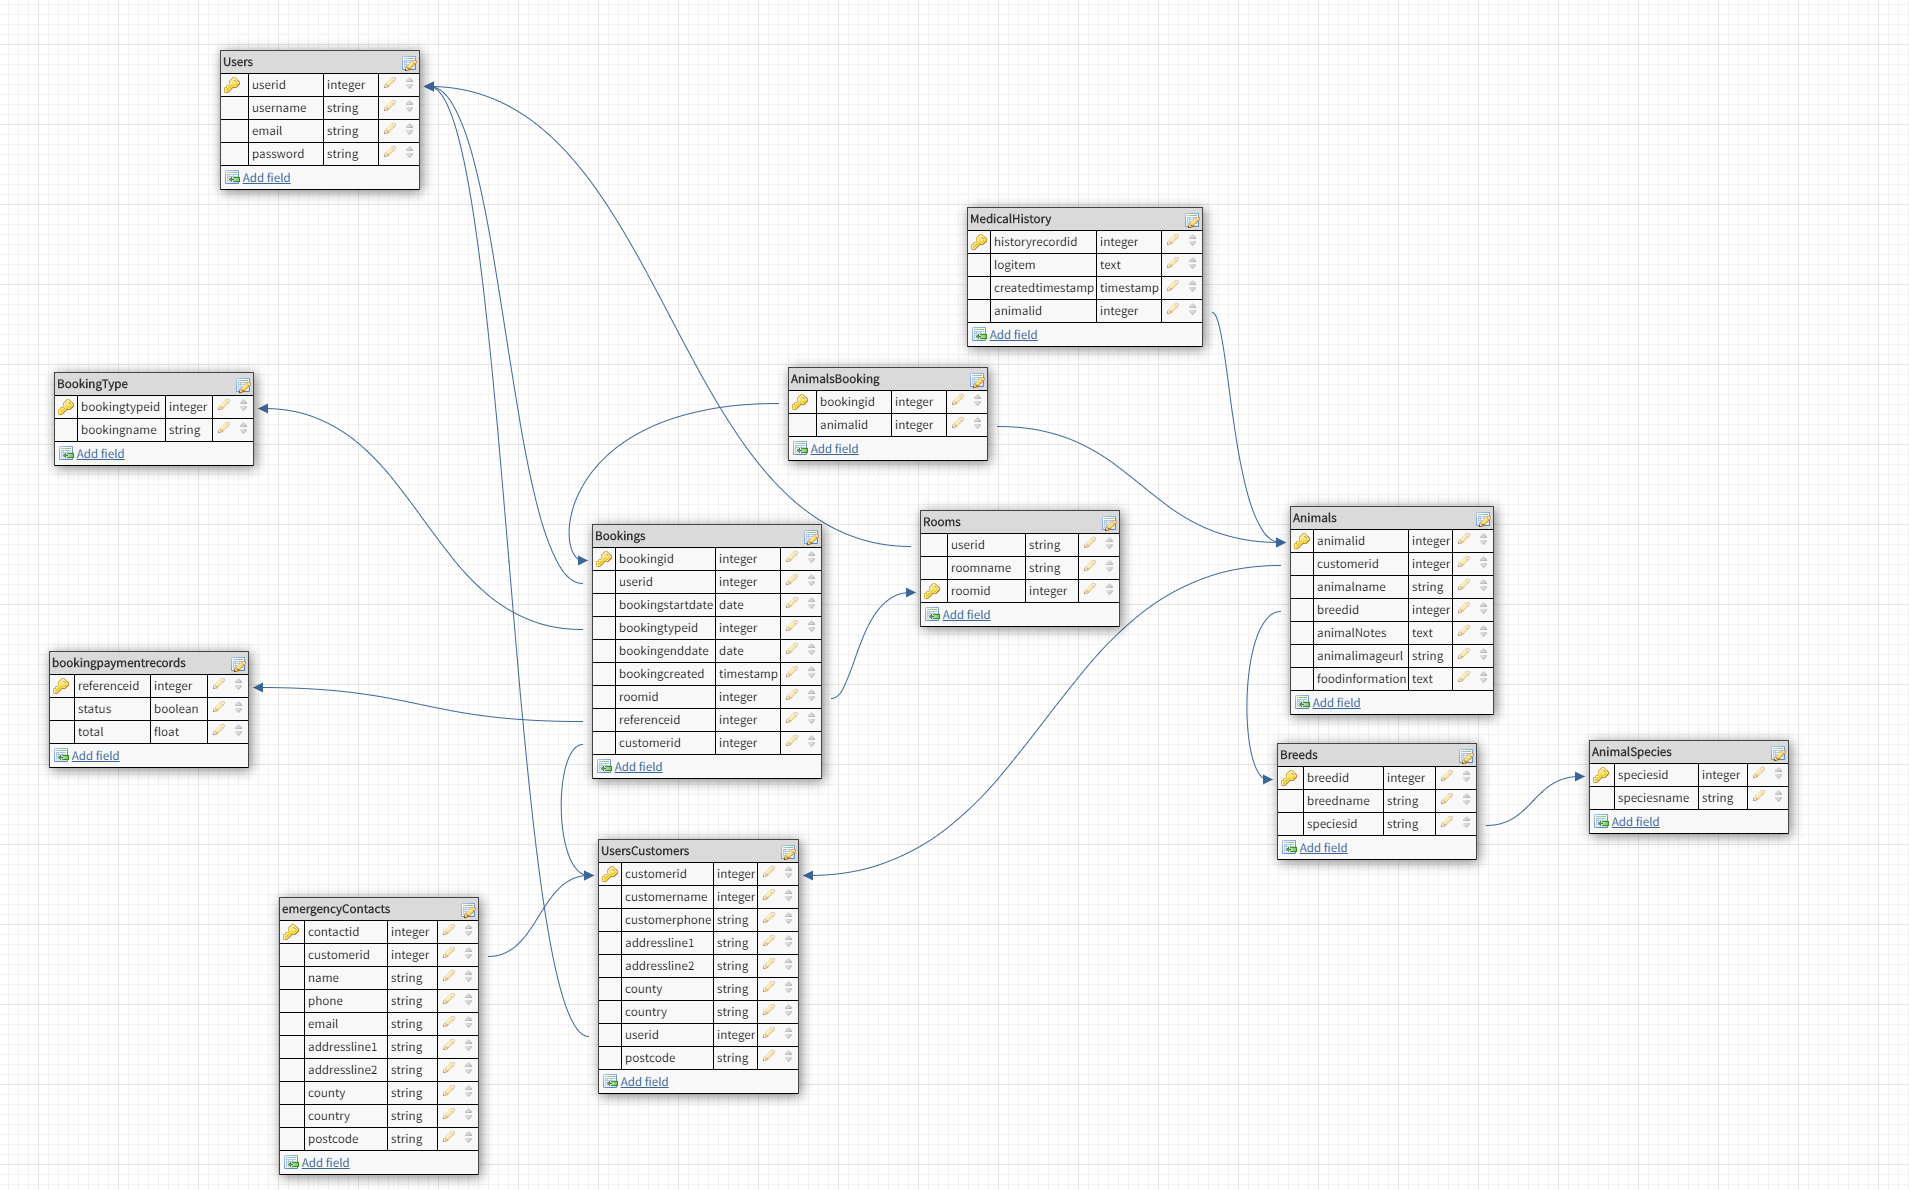 Users
userid integer
username string
email string
password string
Add field
MedicalHistory
historyrecordid integer
logitem text
createdtimestamp timestamp
animalid integer
Add field
BookingType
bookingtypeid integer
bookingname string
Add field
AnimalsBooking
bookingid integer
animalid integer
Add field
Bookings
bookingid integer
userid integer
bookingstartdate date
bookingtypeid integer
bookingenddate date
bookingcreated timestamp
roomid integer
referenceid integer
customerid integer
Add field
Rooms
userid string
roomname string
roomid integer
Add field
Animals
animalid integer
customerid integer
animalname string
breedid integer
animalNotes text
animalimageurl string
foodinformation text
Add field
bookingpaymentrecords
referenceid integer
status boolean
total float
Add field
Breeds
breedid integer
breedname string
speciesid string
Add field
AnimalSpecies
speciesid integer
speciesname string
Add field
UsersCustomers
customerid integer
customername integer
customerphone string
addressline1 string
addressline2 string
county string
country string
userid integer
postcode string
Add field
emergencyContacts
contactid integer
customerid integer
name string
phone string
email string
addressline1 string
addressline2 string
county string
country string
postcode string
Add field